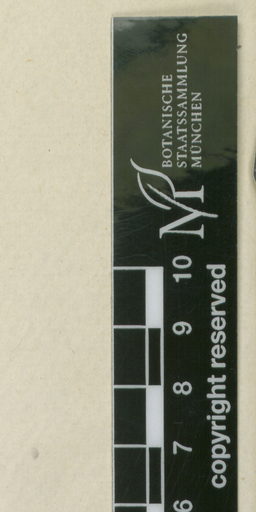 BOTANISCHE
STAATSSAMMLUNG
MÜNCHEN
M
6 7 8 9 10
copyright reserved